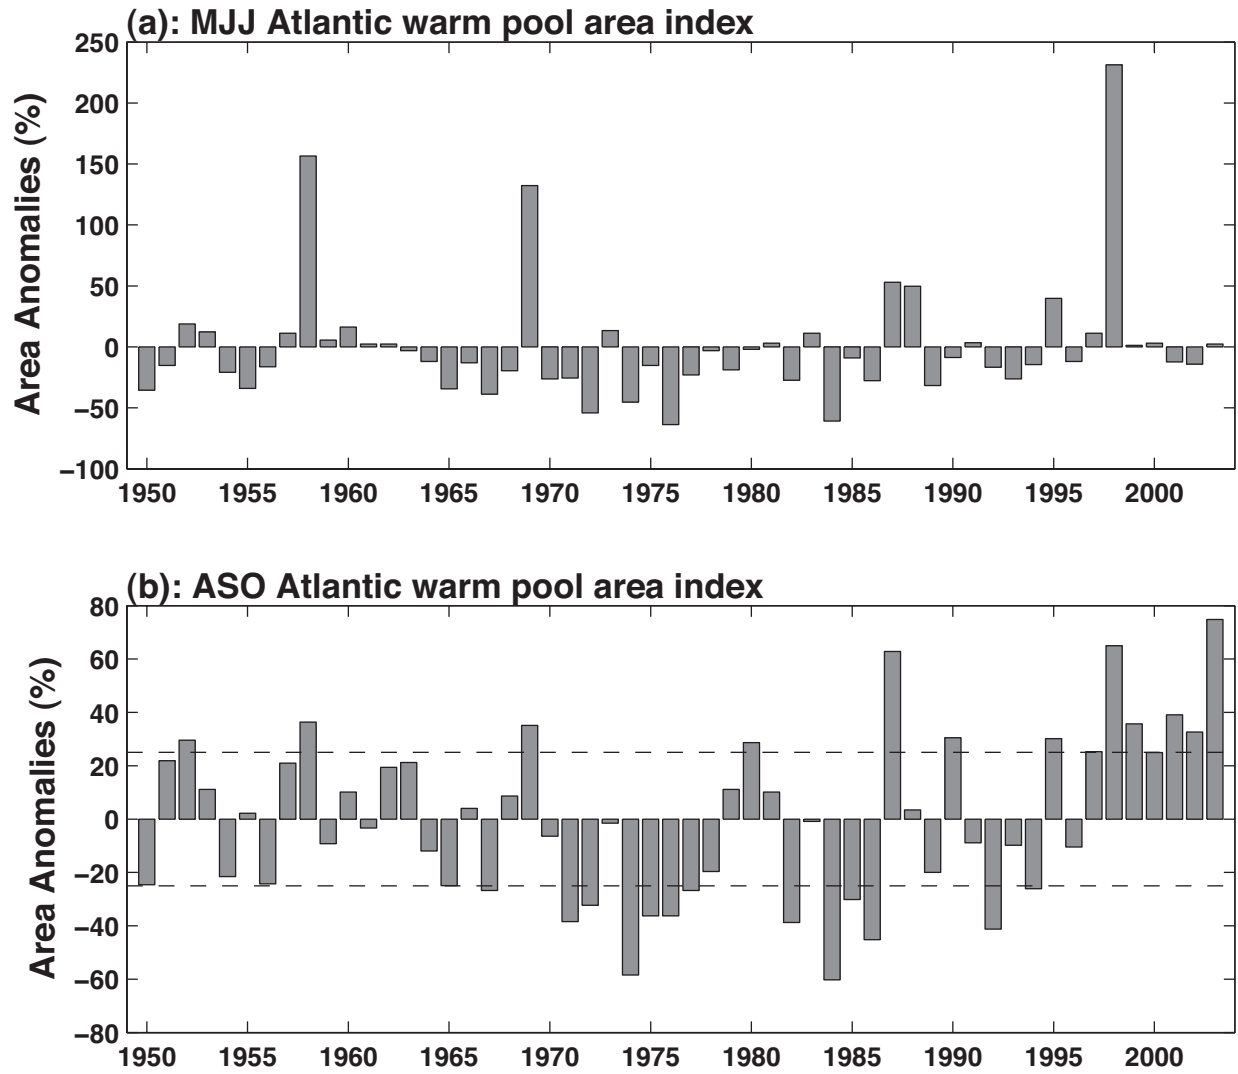 (a): MJJ Atlantic warm pool area index
250
200
150
100
50
0
−50
−100
Area Anomalies (%)
1950 1955 1960 1965 1970 1975 1980 1985 1990 1995 2000
(b): ASO Atlantic warm pool area index
80
60
40
20
0
−20
−40
−60
−80
Area Anomalies (%)
1950 1955 1960 1965 1970 1975 1980 1985 1990 1995 2000